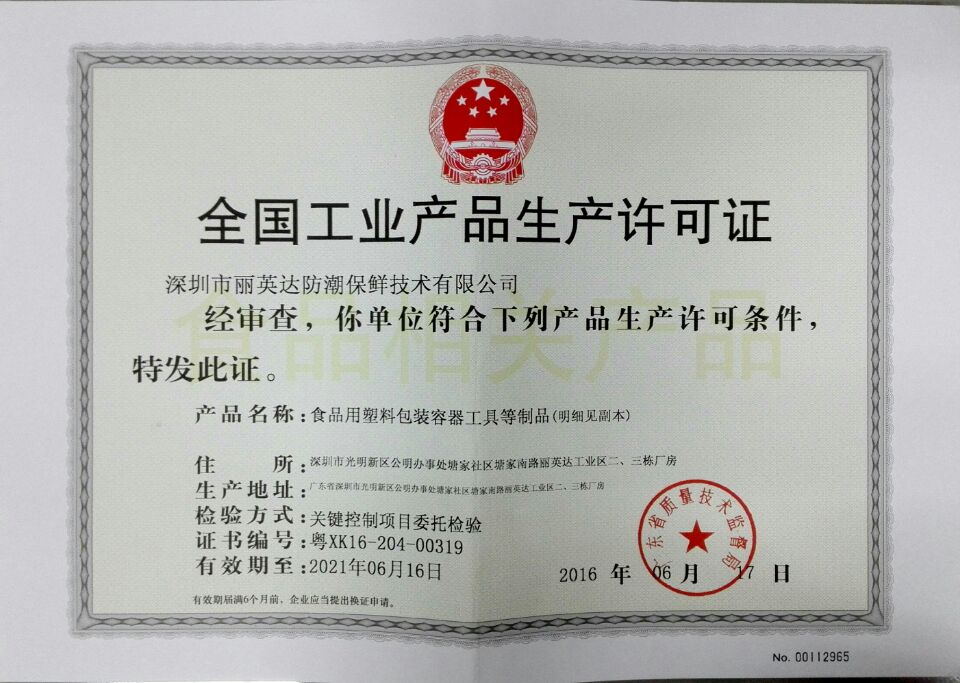 全国工业产品生产许可证
深圳市丽英达防潮保鲜技术有限公司
食品相关产品
经审查，你单位符合下列产品生产许可条件，
特发此证。
产品名称：食品用塑料包装容器工具等制品(明细见副本)
住 所：深圳市光明新区公明办事处塘家社区塘家南路丽英达工业区二、三栋厂房
生产地址：广东省深圳市光明新区公明办事处塘家社区塘家南路丽英达工业区二、三栋厂房
检验方式：关键控制项目委托检验
证书编号：粤XK16-204-00319
有效期至：2021年06月16日
广东省质量技术监督局
2016 年 06 月 17 日
有效期届满6个月前，企业应当提出换证申请。
No. 00112965